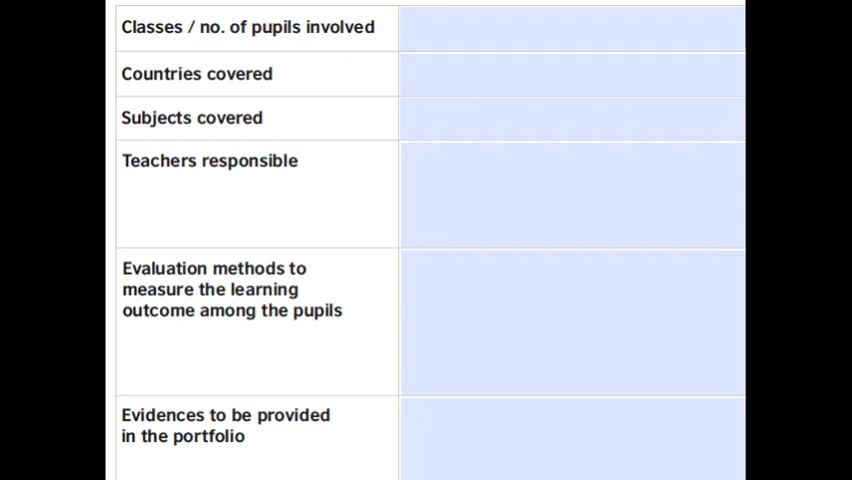 Classes / no. of pupils involved
Countries covered
Subjects covered
Teachers responsible
Evaluation methods to
measure the learning
outcome among the pupils
Evidences to be provided
in the portfolio